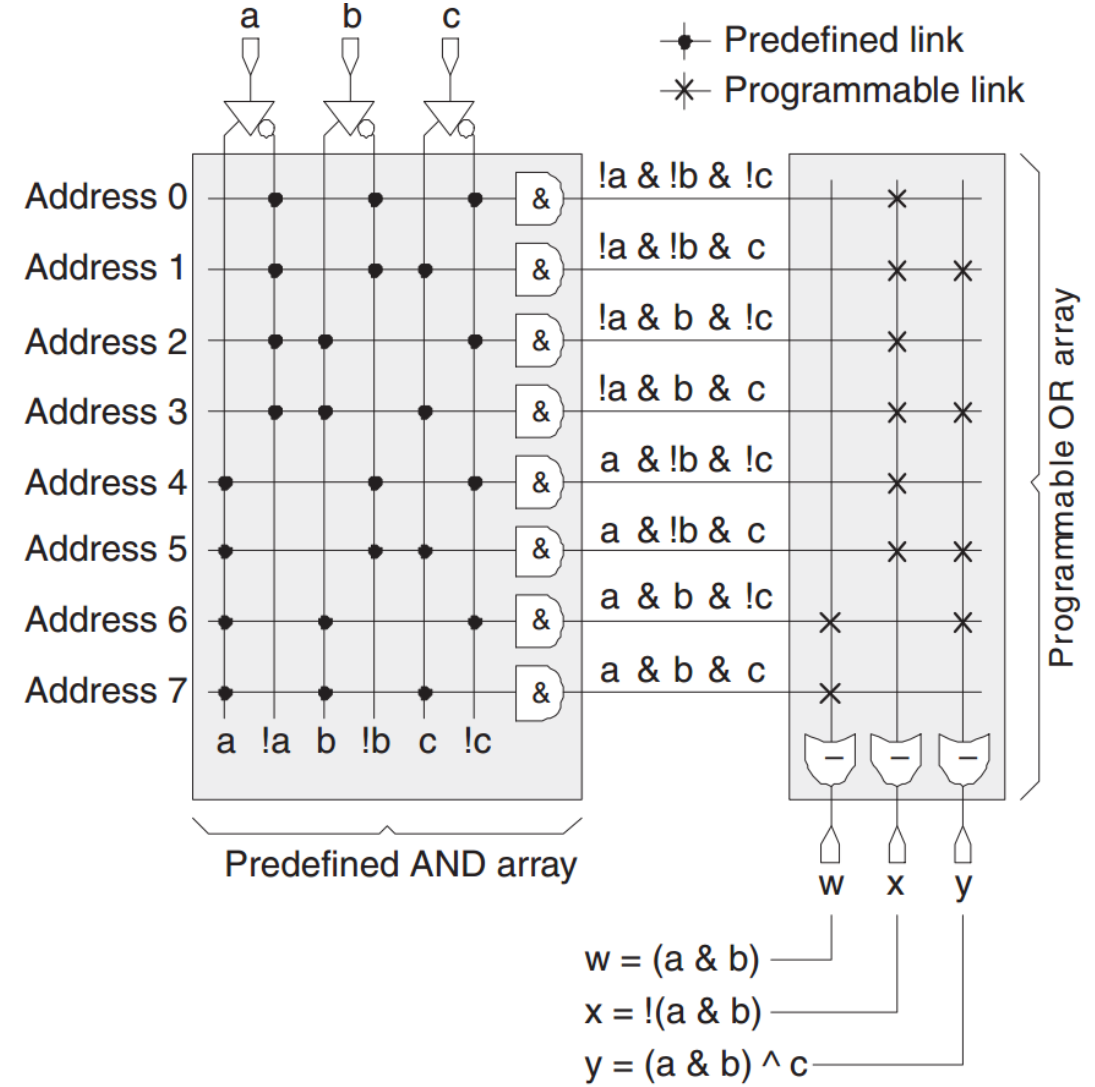 a b c
Predefined link
Programmable link
Address 0 & !a & !b & !c
Address 1 & !a & !b & c
Address 2 & !a & b & !c
Address 3 & !a & b & c
Address 4 & a & !b & !c
Address 5 & a & !b & c
Address 6 & a & b & !c
Address 7 & a & b & c
a !a b !b c !c
| | |
Programmable OR array
Predefined AND array
w x y
w = (a & b)
x = !(a & b)
y = (a & b) ^ c